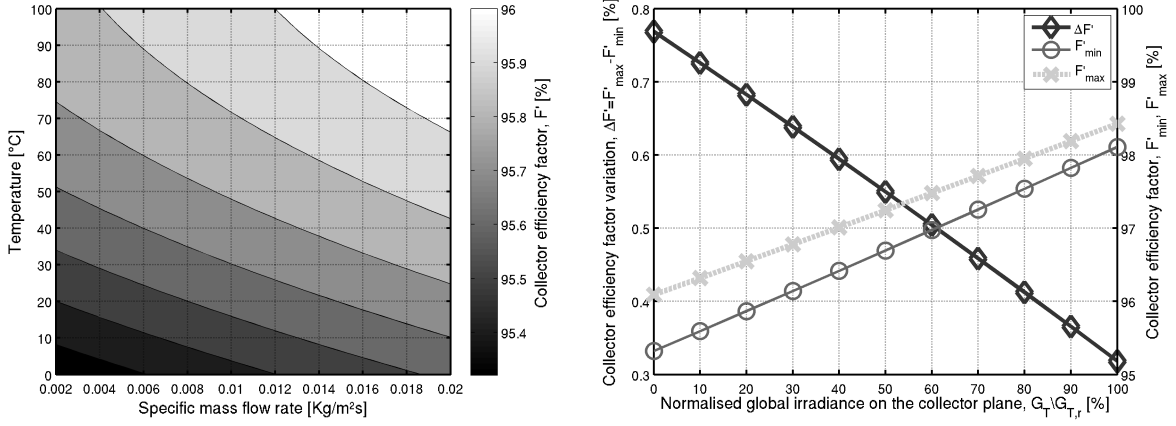 100
90
80
70
60
50
40
30
20
10
0
Temperature [°C]
0.002 0.004 0.006 0.008 0.01 0.012 0.014 0.016 0.018 0.02
Specific mass flow rate [Kg/m²s]
96
95.9
95.8
95.7
95.6
95.5
95.4
Collector efficiency factor, F' [%]
0.8
0.7
0.6
0.5
0.4
0.3
Collector efficiency factor variation, ΔF'=F'max-F'min [%]
ΔF'
F'min
F'max
0 10 20 30 40 50 60 70 80 90 100
Normalised global irradiance on the collector plane, GT\GT,r [%]
100
99
98
97
96
95
Collector efficiency factor, F'min, F'max [%]